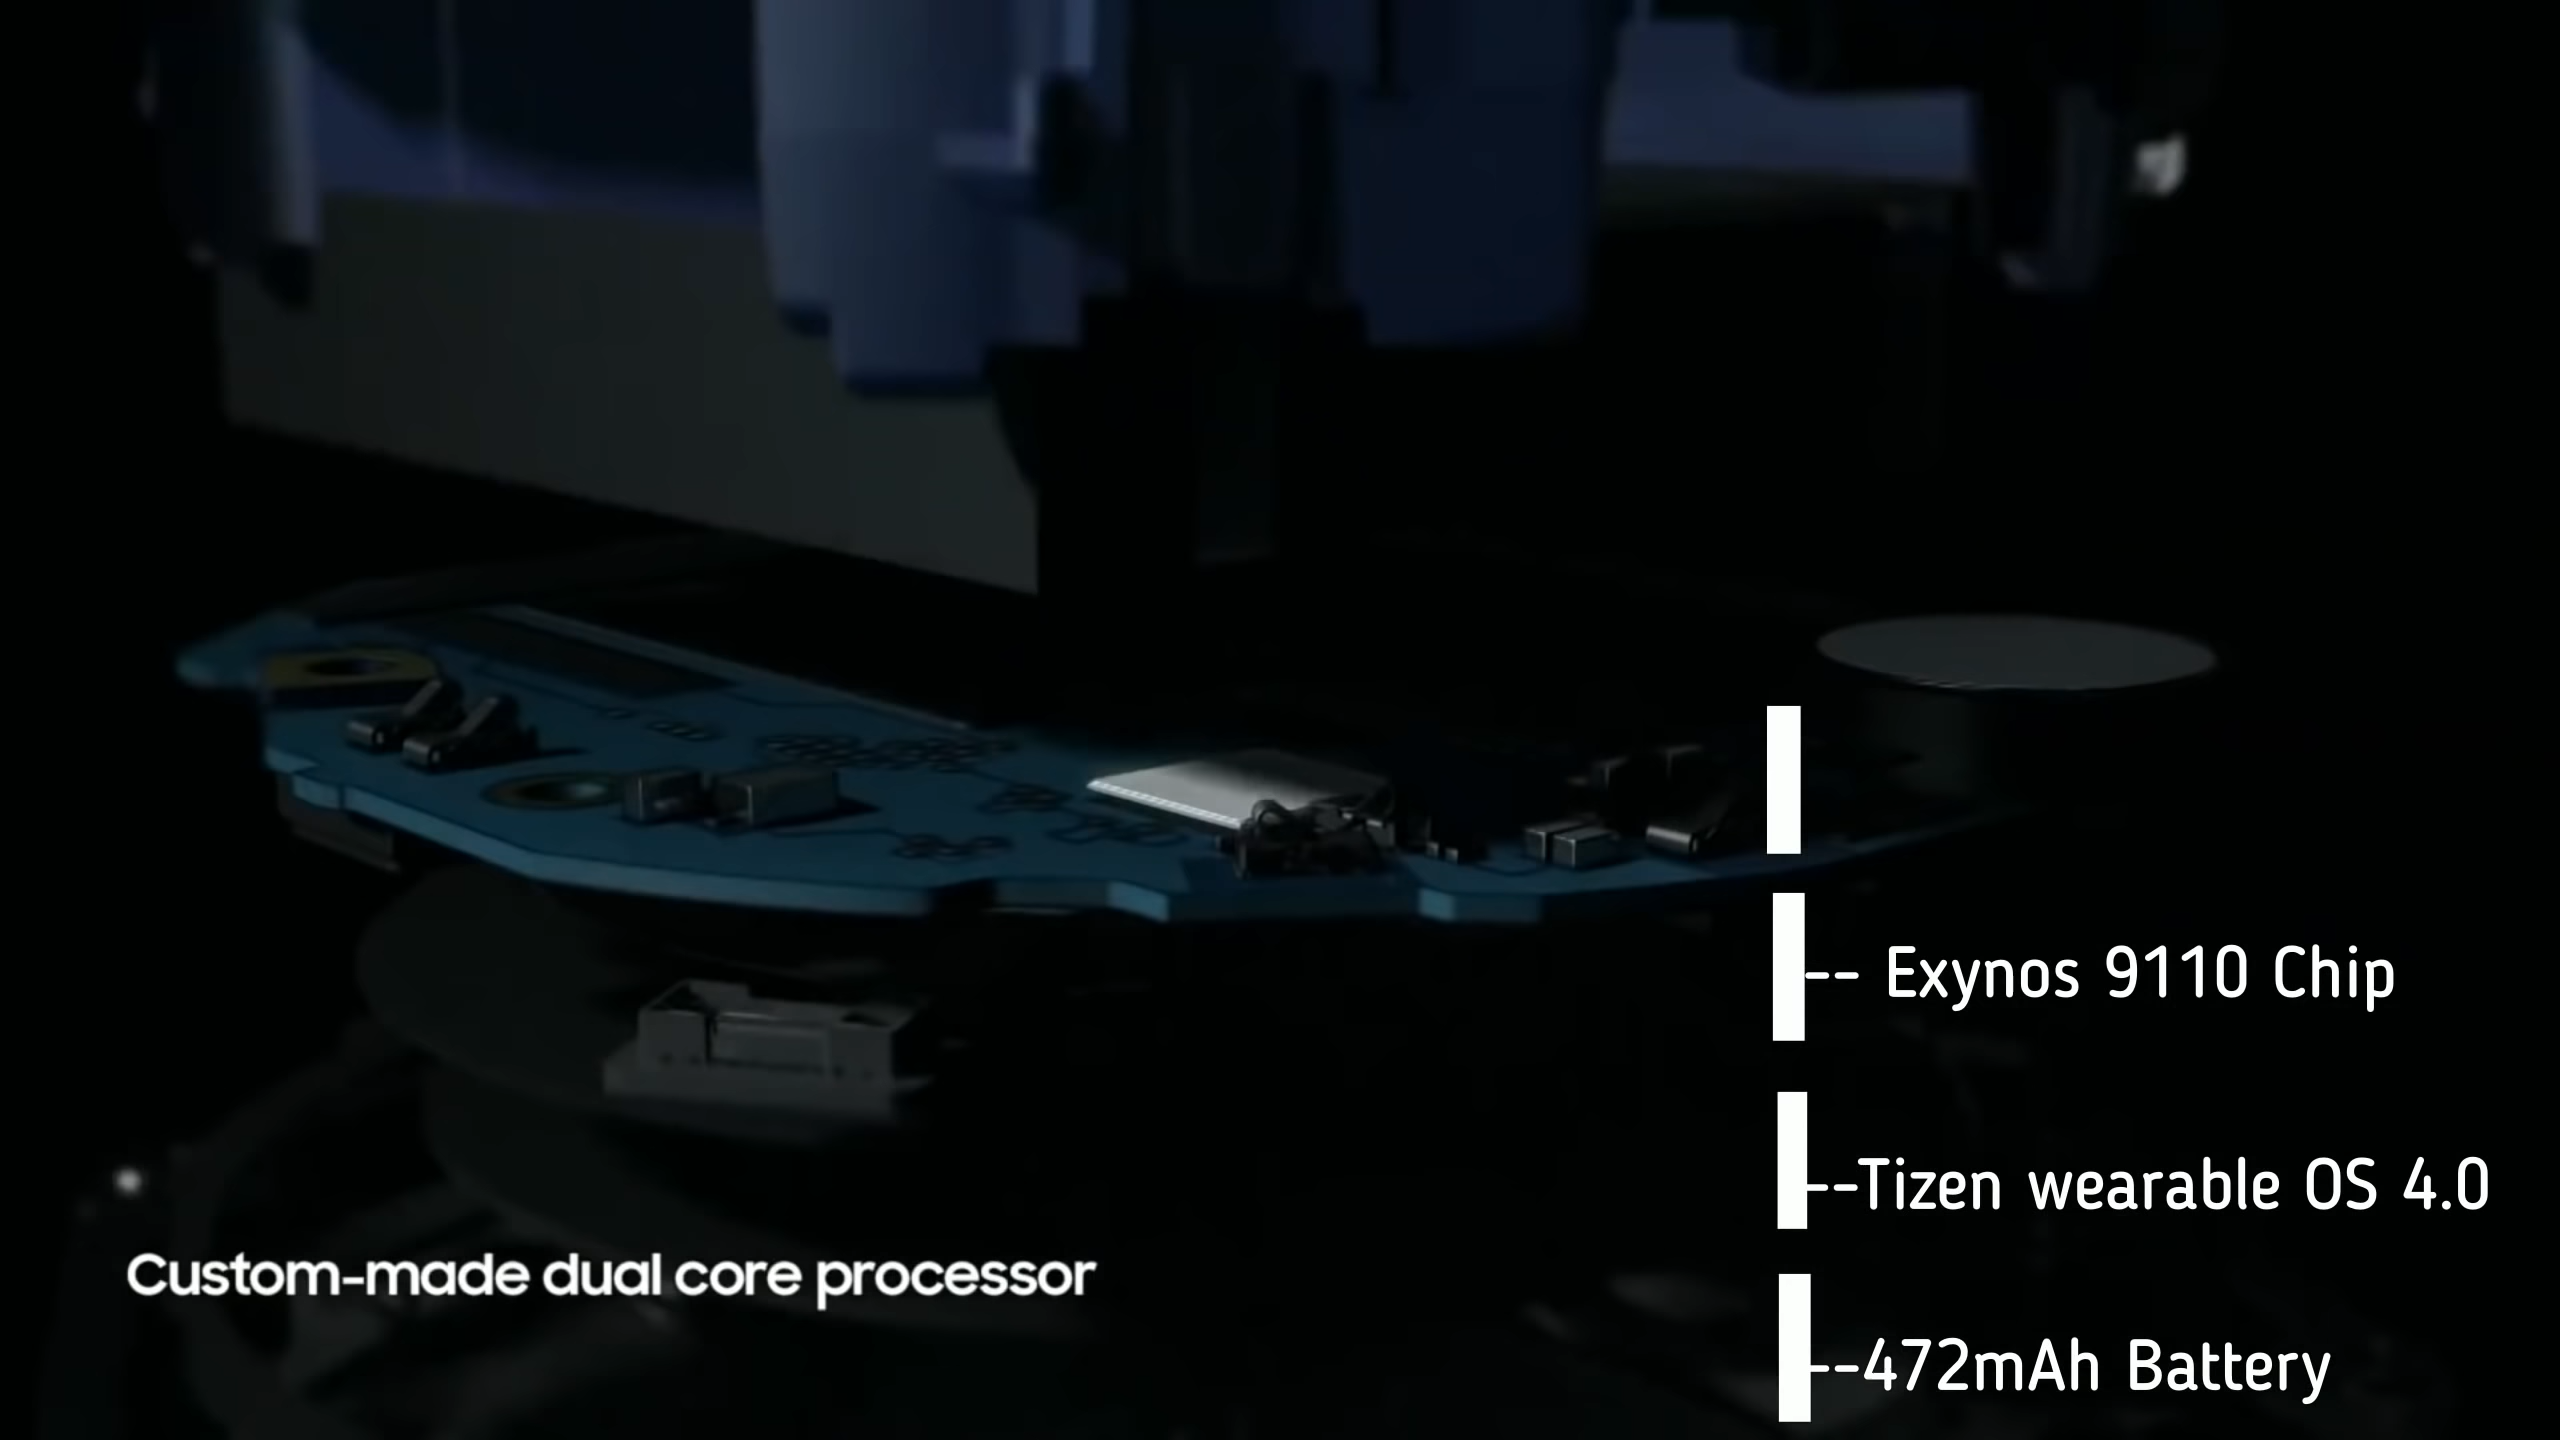 -- Exynos 9110 Chip
--Tizen wearable OS 4.0
Custom-made dual core processor
--472mAh Battery